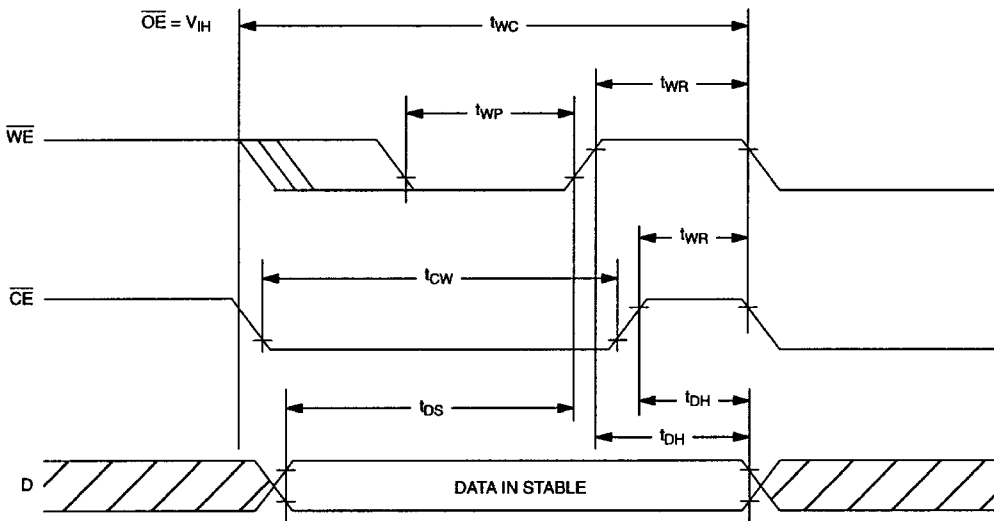 OE = VIH
tWC
tWR
tWP
WE
tWR
tCW
CE
tDH
tDS
tDH
D
DATA IN STABLE